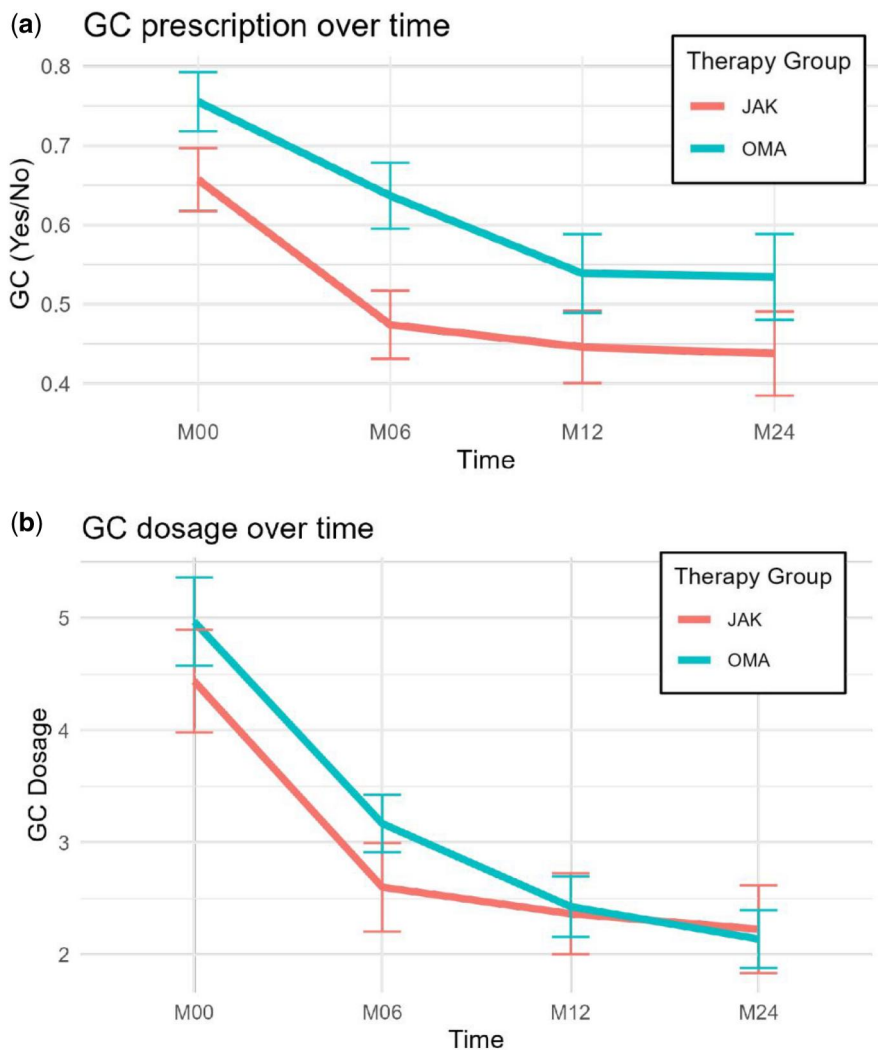 (a) GC prescription over time
Therapy Group
JAK
OMA
GC (Yes/No)
0.8
0.7
0.6
0.5
0.4
M00 M06 M12 M24
Time
(b) GC dosage over time
Therapy Group
JAK
OMA
GC Dosage
5
4
3
2
M00 M06 M12 M24
Time